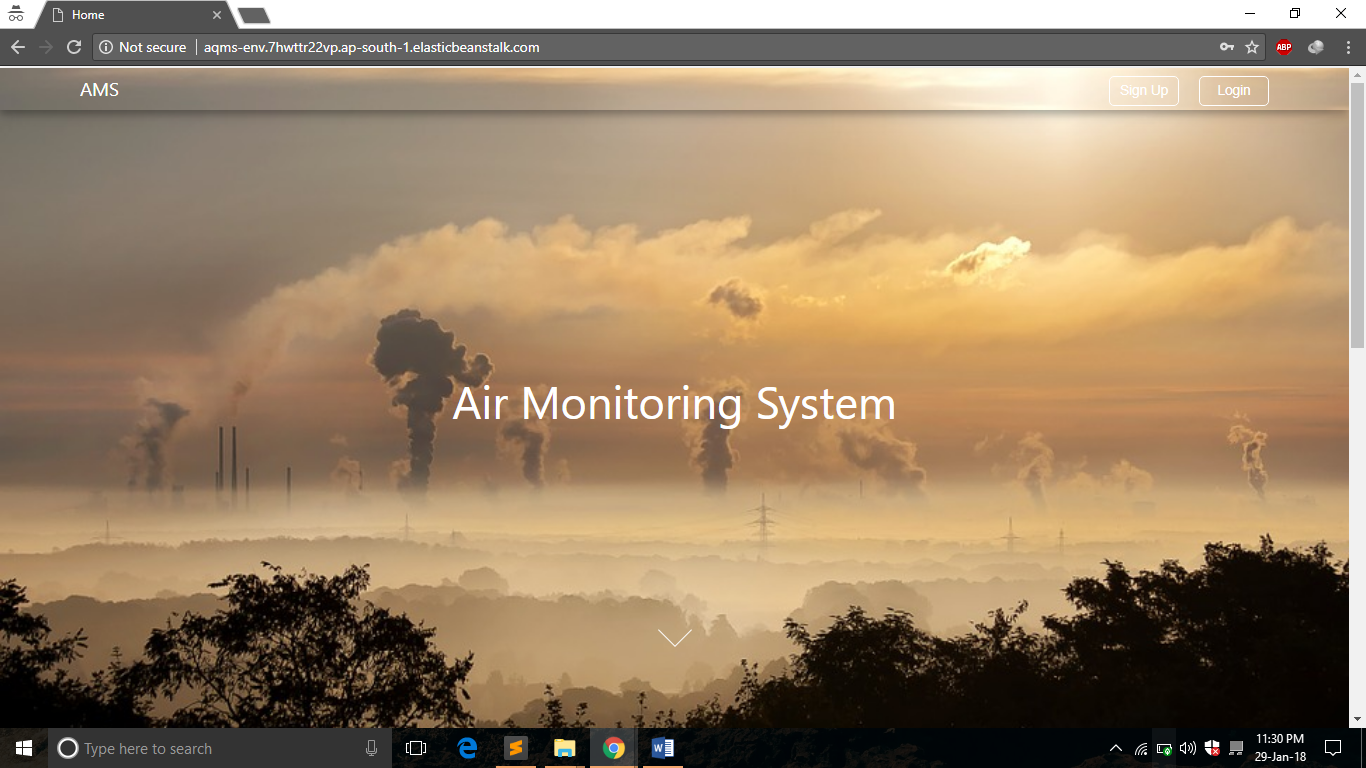 Home
Not secure
aqms-env.7hwttr22vp.ap-south-1.elasticbeanstalk.com
ABP
AMS
Sign Up
Login
Air Monitoring System
Type here to search
11:30 PM
29-Jan-18